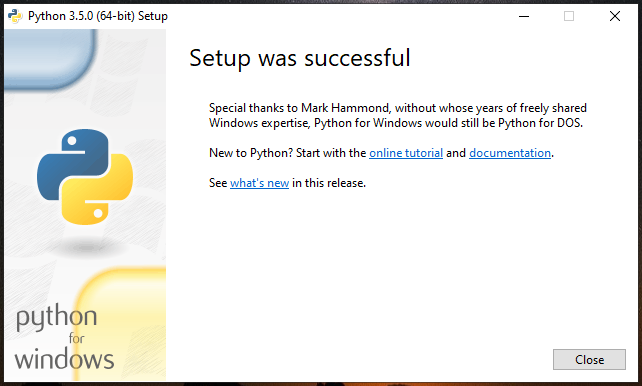 Python 3.5.0 (64-bit) Setup
Setup was successful
Special thanks to Mark Hammond, without whose years of freely shared
Windows expertise, Python for Windows would still be Python for DOS.
New to Python? Start with the online tutorial and documentation.
See what's new in this release.
python
for
windows
Close